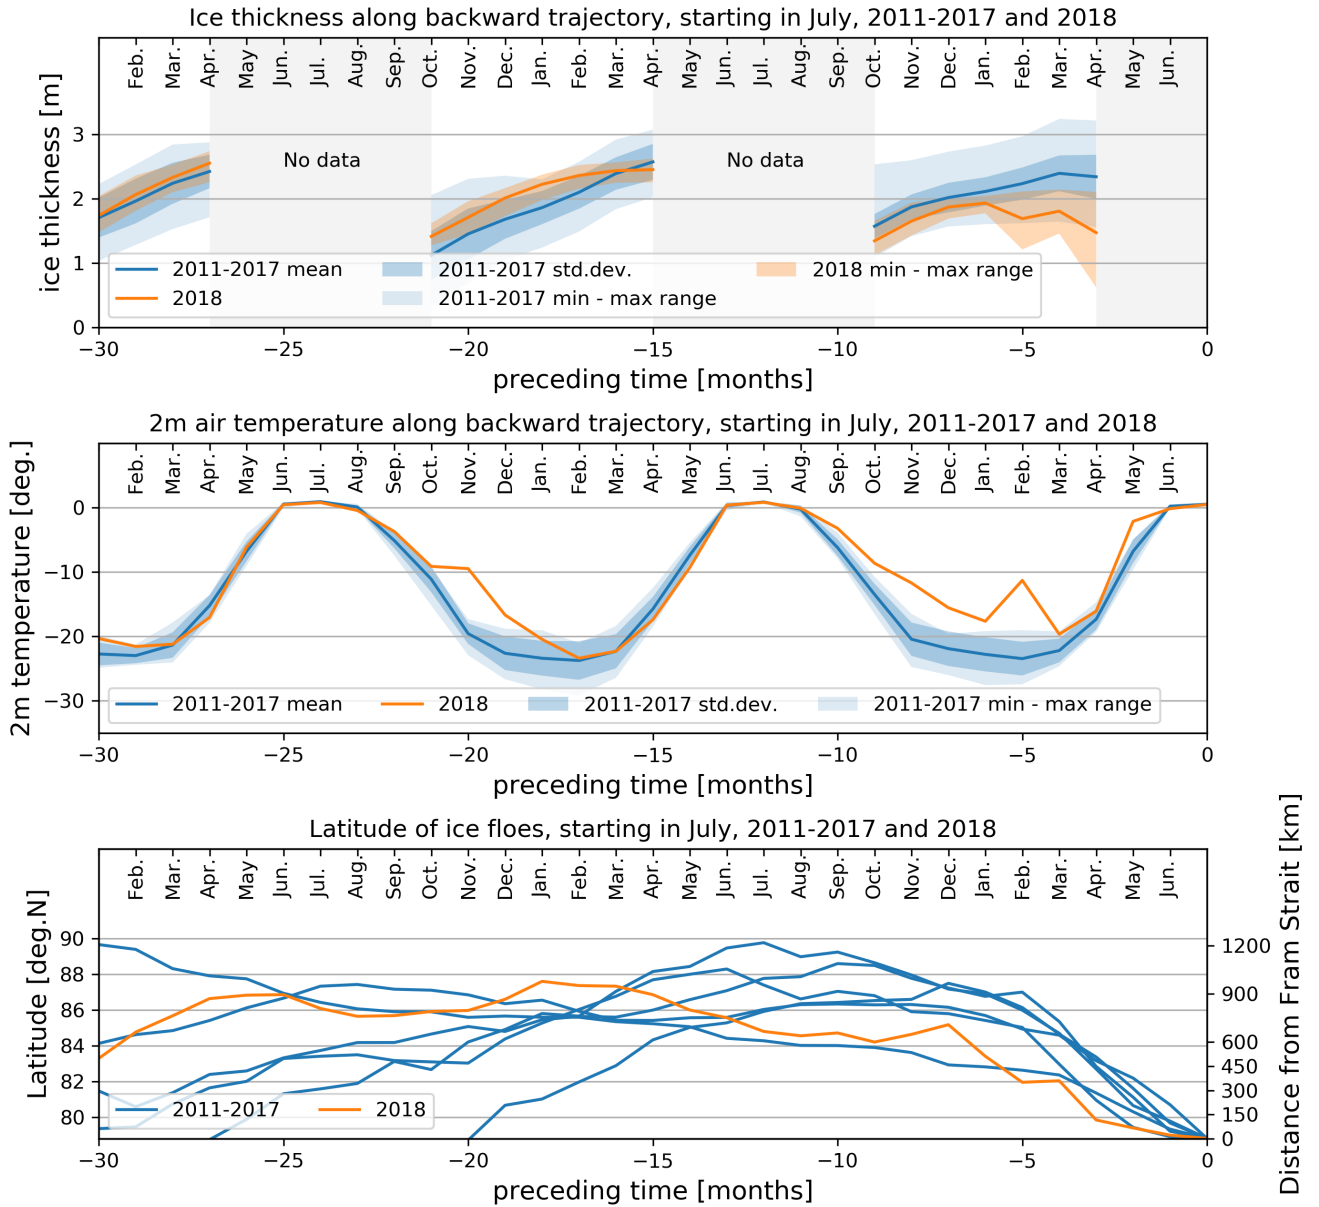 Ice thickness along backward trajectory, starting in July, 2011-2017 and 2018
Feb. Mar. Apr. May Jun. Jul. Aug. Sep. Oct. Nov. Dec. Jan. Feb. Mar. Apr. May Jun. Jul. Aug. Sep. Oct. Nov. Dec. Jan. Feb. Mar. Apr. May Jun.
ice thickness [m]
3
2
1
0
No data No data
2011-2017 mean 2011-2017 std.dev. 2018 min - max range
2018 2011-2017 min - max range
−30 −25 −20 −15 −10 −5 0
preceding time [months]
2m air temperature along backward trajectory, starting in July, 2011-2017 and 2018
Feb. Mar. Apr. May Jun. Jul. Aug. Sep. Oct. Nov. Dec. Jan. Feb. Mar. Apr. May Jun. Jul. Aug. Sep. Oct. Nov. Dec. Jan. Feb. Mar. Apr. May Jun.
2m temperature [deg.]
0
−10
−20
−30
2011-2017 mean 2018 2011-2017 std.dev. 2011-2017 min - max range
−30 −25 −20 −15 −10 −5 0
preceding time [months]
Latitude of ice floes, starting in July, 2011-2017 and 2018
Feb. Mar. Apr. May Jun. Jul. Aug. Sep. Oct. Nov. Dec. Jan. Feb. Mar. Apr. May Jun. Jul. Aug. Sep. Oct. Nov. Dec. Jan. Feb. Mar. Apr. May Jun.
Latitude [deg.N]
90
88
86
84
82
80
2011-2017 2018
1200
900
600
450
300
150
0
Distance from Fram Strait [km]
−30 −25 −20 −15 −10 −5 0
preceding time [months]